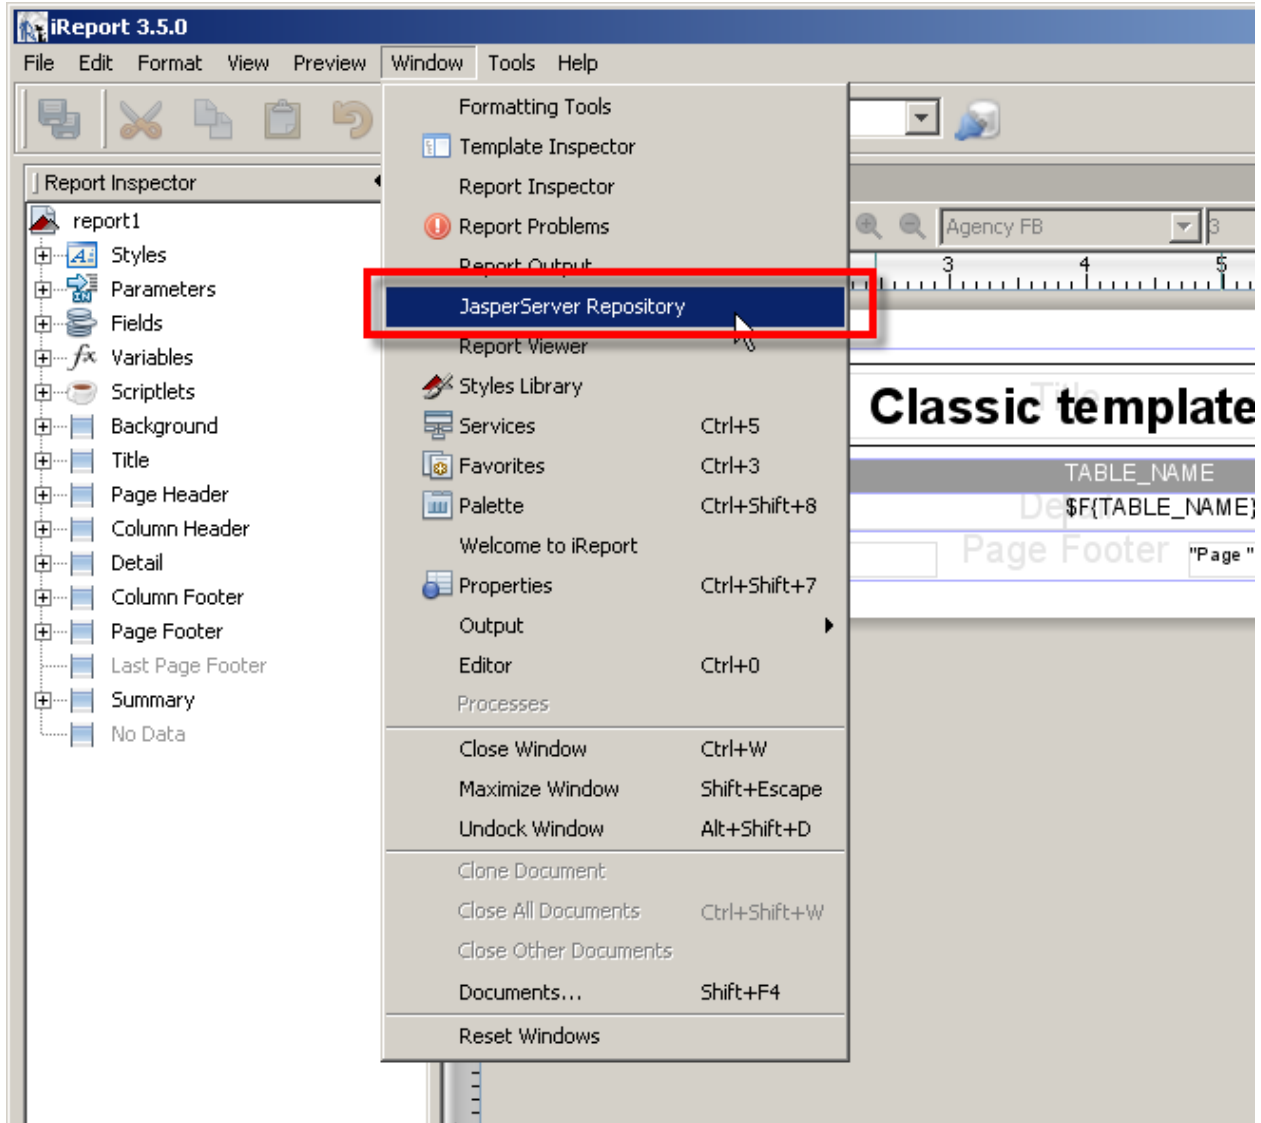 iReport 3.5.0
File Edit Format View Preview Window Tools Help
Report Inspector
report1
Styles
Parameters
IN
Fields
fx Variables
Scriptlets
Background
Title
Page Header
Column Header
Detail
Column Footer
Page Footer
Last Page Footer
Summary
No Data
Formatting Tools
Template Inspector
Report Inspector
Report Problems
Report Output
JasperServer Repository
Report Viewer
Styles Library
Services Ctrl+5
Favorites Ctrl+3
Palette Ctrl+Shift+8
Welcome to iReport
Properties Ctrl+Shift+7
Output
Editor Ctrl+0
Processes
Close Window Ctrl+W
Maximize Window Shift+Escape
Undock Window Alt+Shift+D
Clone Document
Close All Documents Ctrl+Shift+W
Close Other Documents
Documents... Shift+F4
Reset Windows
Agency FB 3
3 4 5
Title
Classic template
TABLE_NAME
Detail
$F{TABLE_NAME}
Page Footer "Page "